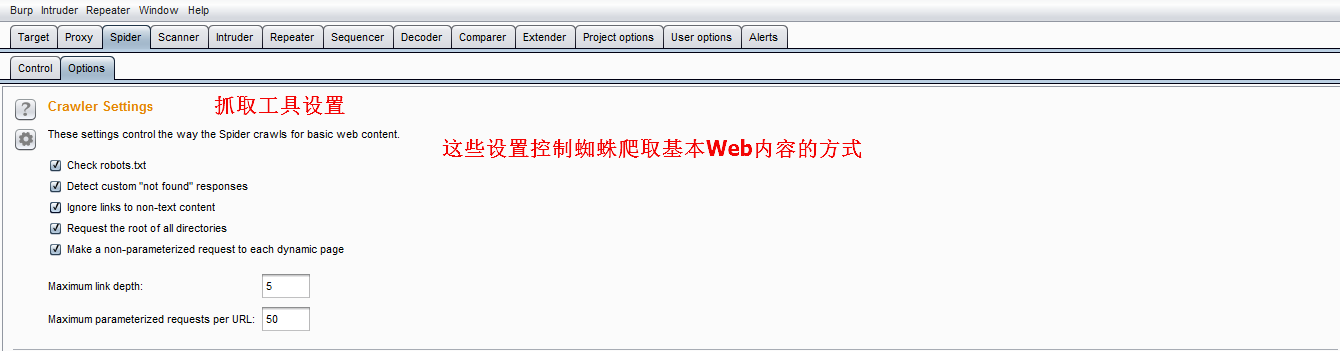 Burp Intruder Repeater Window Help
Target Proxy Spider Scanner Intruder Repeater Sequencer Decoder Comparer Extender Project options User options Alerts
Control Options
? Crawler Settings 抓取工具设置
These settings control the way the Spider crawls for basic web content.
这些设置控制蜘蛛爬取基本Web内容的方式
Check robots.txt
Detect custom "not found" responses
Ignore links to non-text content
Request the root of all directories
Make a non-parameterized request to each dynamic page
Maximum link depth: 5
Maximum parameterized requests per URL: 50